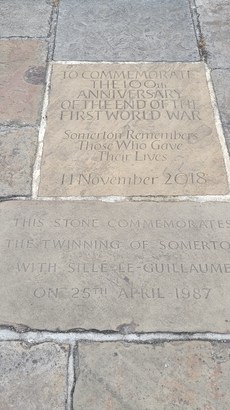 TO COMMEMORATE
THE 100th
ANNIVERSARY
OF THE END OF THE
FIRST WORLD WAR
Somerton Remembers
Those Who Gave
Their Lives
11 November 2018
THIS STONE COMMEMORATES
THE TWINNING OF SOMERTO
WITH SILLE-LE-GUILLAUME
ON 25TH APRIL 1987